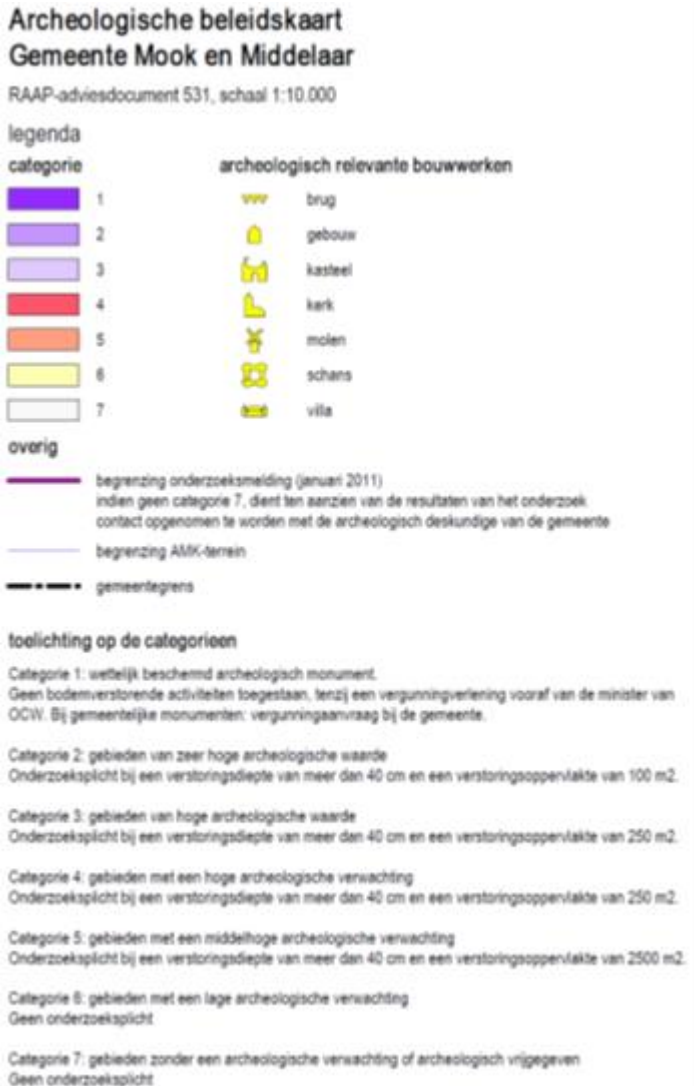 Archeologische beleidskaart
Gemeente Mook en Middelaar
RAAP-adviesdocument 531, schaal 1:10.000
legenda
categorie archeologisch relevante bouwwerken
1 brug
2 gebouw
3 kasteel
4 kerk
5 molen
6 schans
7 villa
overig
begrenzing onderzoeksmelding (januari 2011)
indien geen categorie 7, dient ten aanzien van de resultaten van het onderzoek
contact opgenomen te worden met de archeologisch deskundige van de gemeente
begrenzing AMK-terrein
gemeentegrens
toelichting op de categorieen
Categorie 1: wettelijk beschermd archeologisch monument.
Geen bodemverstorende activiteiten toegestaan, tenzij een vergunningverlening vooraf van de minister van
OCW. Bij gemeentelijke monumenten: vergunningaanvraag bij de gemeente.
Categorie 2: gebieden van zeer hoge archeologische waarde
Onderzoeksplicht bij een verstoringsdiepte van meer dan 40 cm en een verstoringsoppervlakte van 100 m2.
Categorie 3: gebieden van hoge archeologische waarde
Onderzoeksplicht bij een verstoringsdiepte van meer dan 40 cm en een verstoringsoppervlakte van 250 m2.
Categorie 4: gebieden met een hoge archeologische verwachting
Onderzoeksplicht bij een verstoringsdiepte van meer dan 40 cm en een verstoringsoppervlakte van 250 m2.
Categorie 5: gebieden met een middelhoge archeologische verwachting
Onderzoeksplicht bij een verstoringsdiepte van meer dan 40 cm en een verstoringsoppervlakte van 2500 m2.
Categorie 6: gebieden met een lage archeologische verwachting
Geen onderzoeksplicht
Categorie 7: gebieden zonder een archeologische verwachting of archeologisch vrijgegeven
Geen onderzoeksplicht